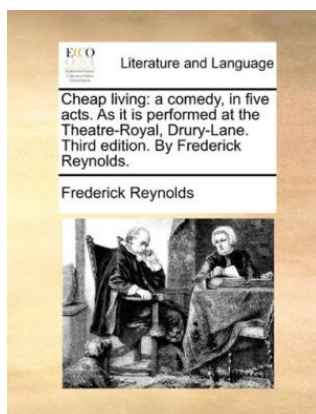 ECCO
Literature and Language
Cheap living: a comedy, in five
acts. As it is performed at the
Theatre-Royal, Drury-Lane.
Third edition. By Frederick
Reynolds.
Frederick Reynolds